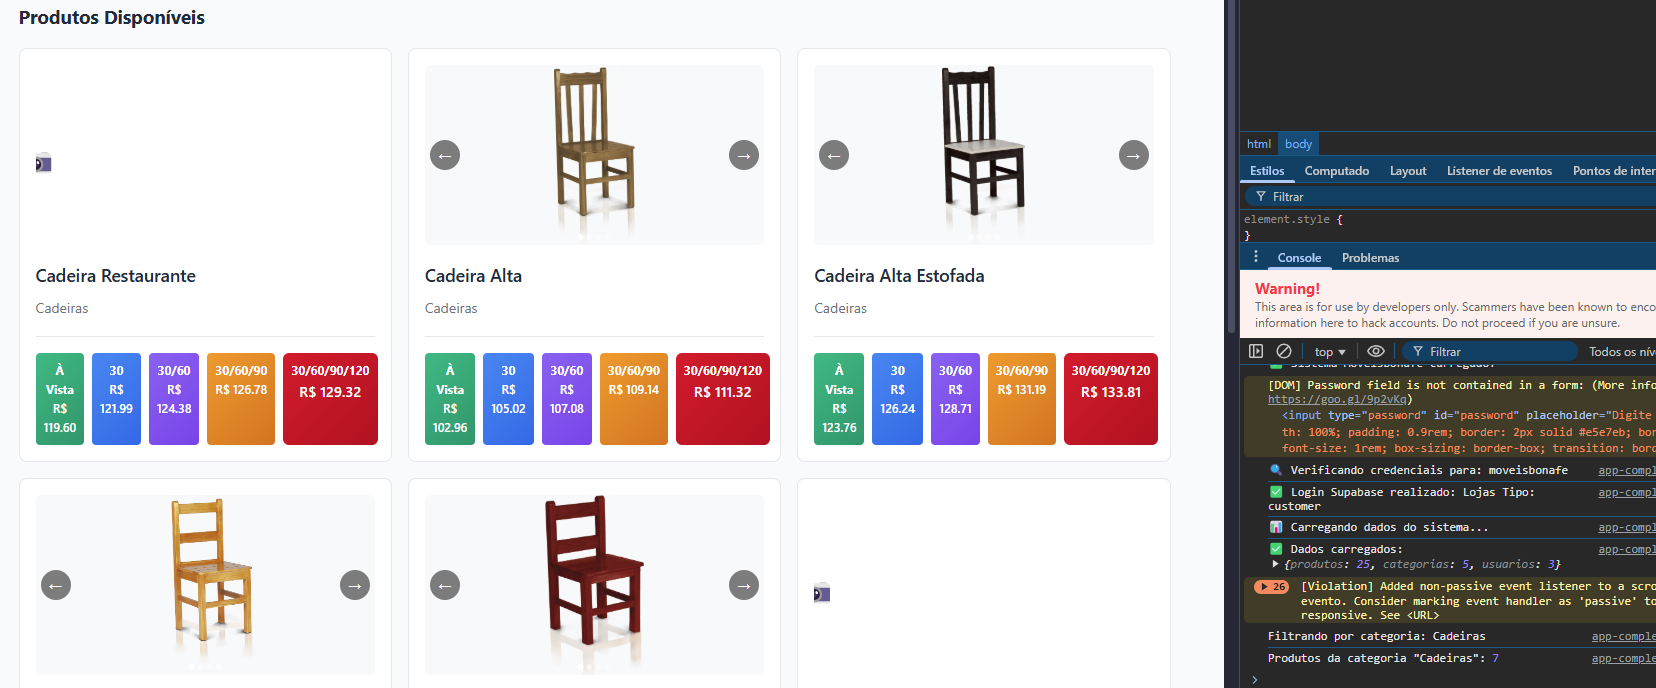 Produtos Disponíveis
←
→
←
→
Cadeira Restaurante
Cadeira Alta
Cadeira Alta Estofada
Cadeiras
Cadeiras
Cadeiras
À
Vista
R$
119.60
30
R$
121.99
30/60
R$
124.38
30/60/90
R$ 126.78
30/60/90/120
R$ 129.32
À
Vista
R$
102.96
30
R$
105.02
30/60
R$
107.08
30/60/90
R$ 109.14
30/60/90/120
R$ 111.32
À
Vista
R$
123.76
30
R$
126.24
30/60
R$
128.71
30/60/90
R$ 131.19
30/60/90/120
R$ 133.81
←
→
←
→
html body
Estilos Computado Layout Listener de eventos Pontos de inter
Filtrar
element.style {
}
Console Problemas
Warning!
This area is for use by developers only. Scammers have been known to enco
information here to hack accounts. Do not proceed if you are unsure.
top ▼ Filtrar Todos os nív
[DOM] Password field is not contained in a form: (More info
https://goo.gl/9p2vKq)
<input type="password" id="password" placeholder="Digite
th: 100%; padding: 0.9rem; border: 2px solid #e5e7eb; bor
font-size: 1rem; box-sizing: border-box; transition: bord
Verificando credenciais para: moveisbonafe app-compl
Login Supabase realizado: Lojas Tipo: app-compl
customer
Carregando dados do sistema... app-compl
Dados carregados: app-compl
▶ {produtos: 25, categorias: 5, usuarios: 3}
▶ 26 [Violation] Added non-passive event listener to a scro
evento. Consider marking event handler as 'passive' to
responsive. See <URL>
Filtrando por categoria: Cadeiras app-comple
Produtos da categoria "Cadeiras": 7 app-comple
>